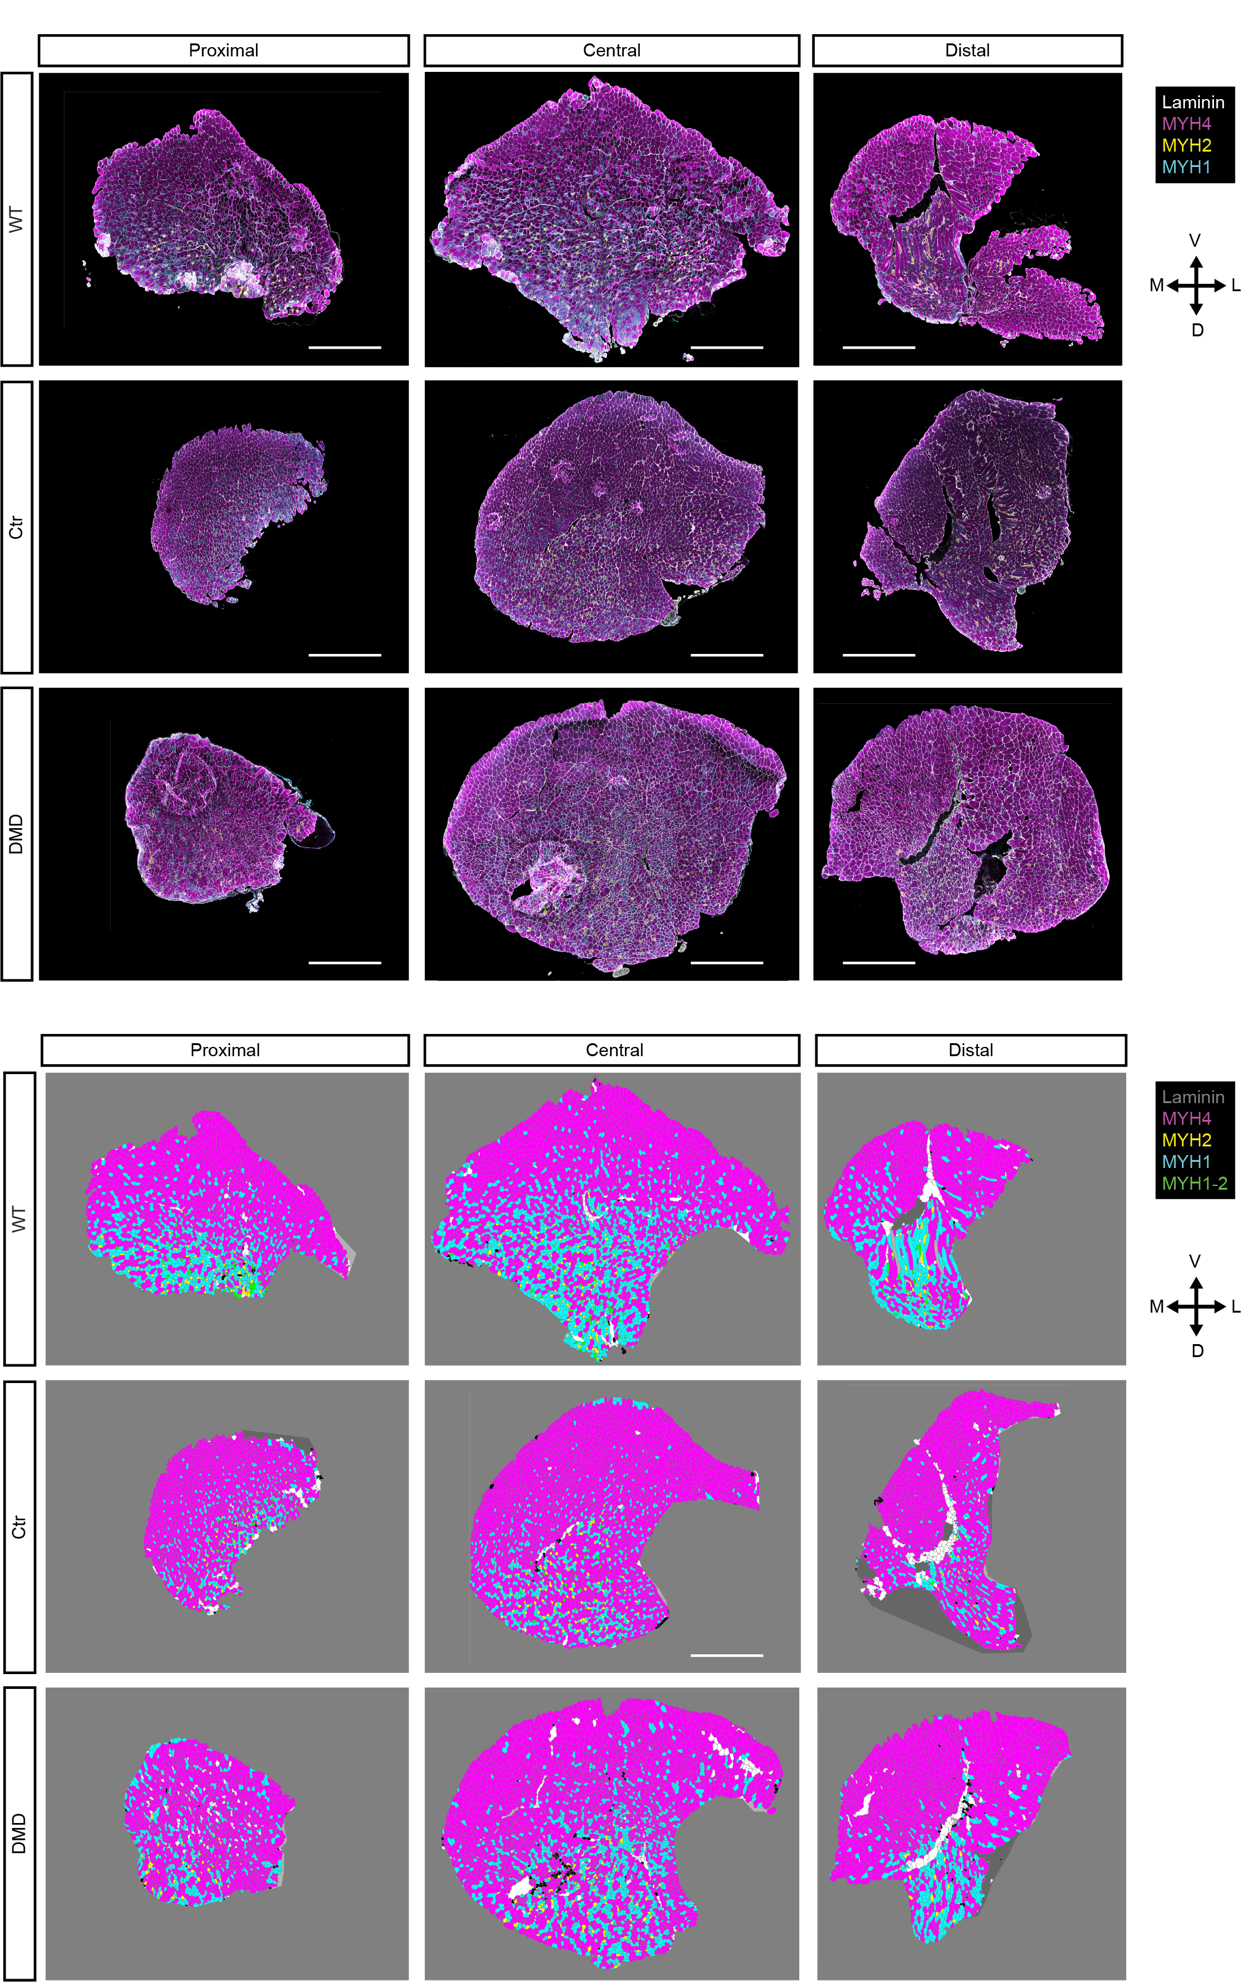 Proximal
Central
Distal
WT
Laminin
MYH4
MYH2
MYH1
V
M L
D
Ctr
DMD
Proximal
Central
Distal
WT
Laminin
MYH4
MYH2
MYH1
MYH1-2
V
M L
D
Ctr
DMD